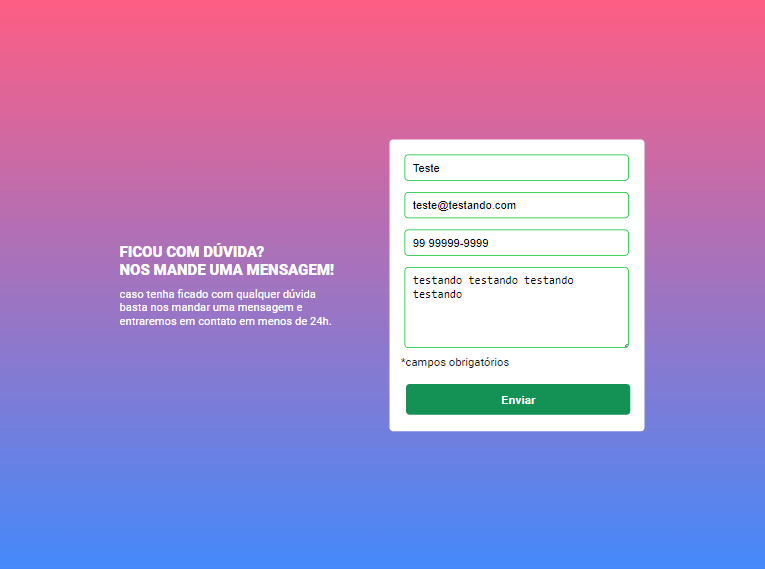 FICOU COM DÚVIDA?
NOS MANDE UMA MENSAGEM!
caso tenha ficado com qualquer dúvida
basta nos mandar uma mensagem e
entraremos em contato em menos de 24h.
Teste
teste@testando.com
99 99999-9999
testando testando testando
testando
*campos obrigatórios
Enviar